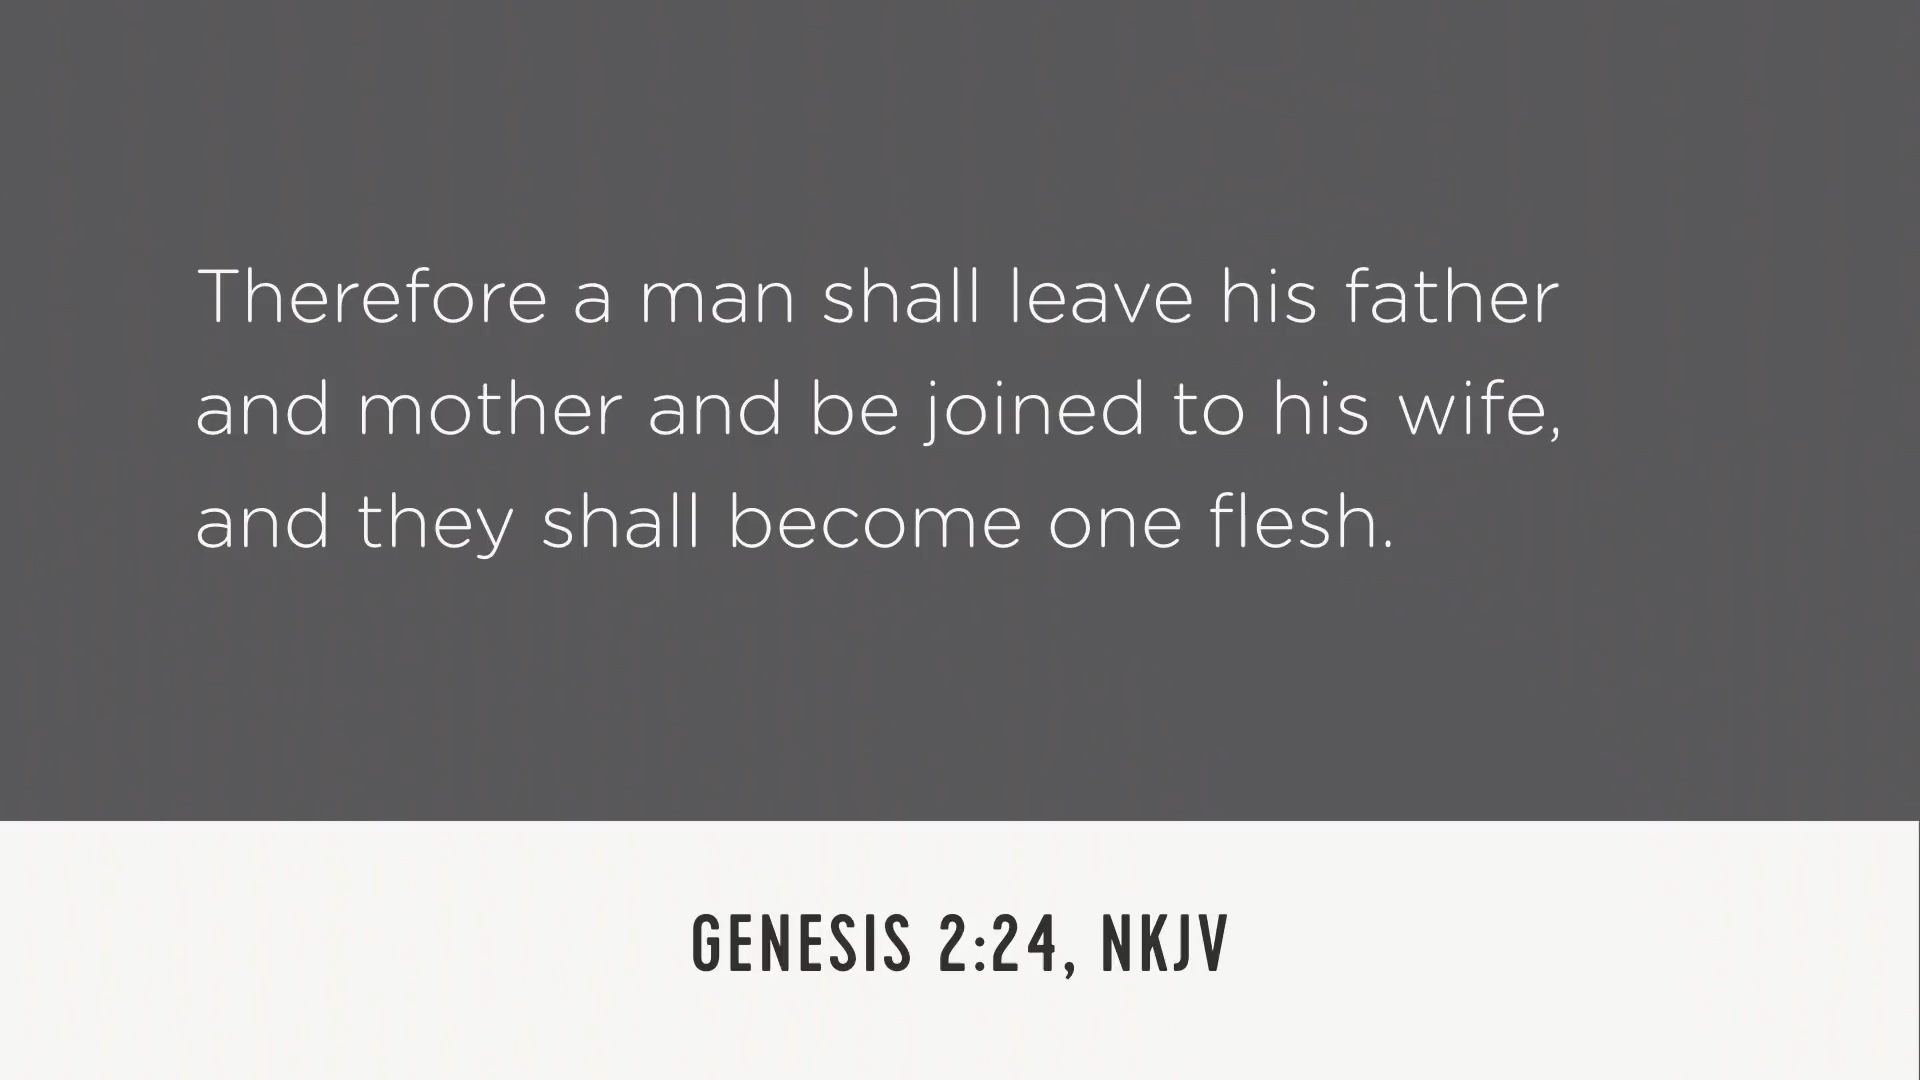 Therefore a man shall leave his father
and mother and be joined to his wife,
and they shall become one flesh.
GENESIS 2:24, NKJV